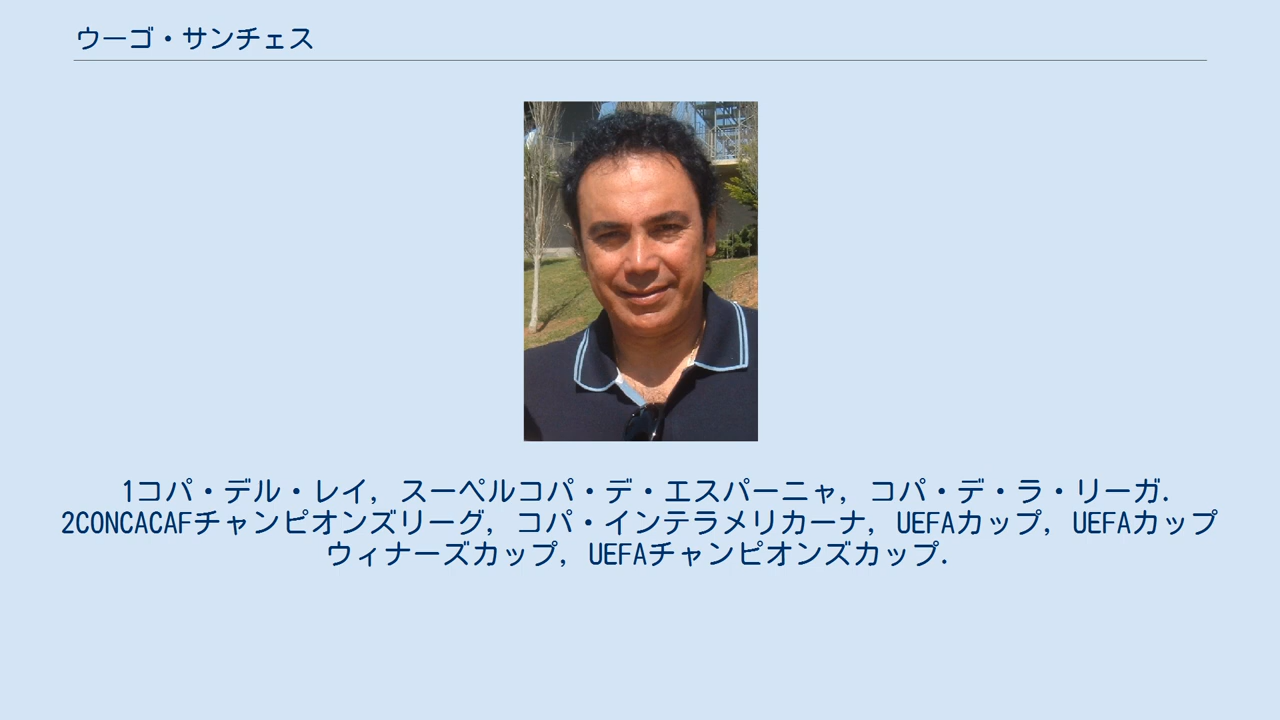 ウーゴ・サンチェス
1コパ・デル・レイ, スーペルコパ・デ・エスパーニャ, コパ・デ・ラ・リーガ.
2CONCACAFチャンピオンズリーグ, コパ・インテラメリカーナ, UEFAカップ, UEFAカップ
ウィナーズカップ, UEFAチャンピオンズカップ.